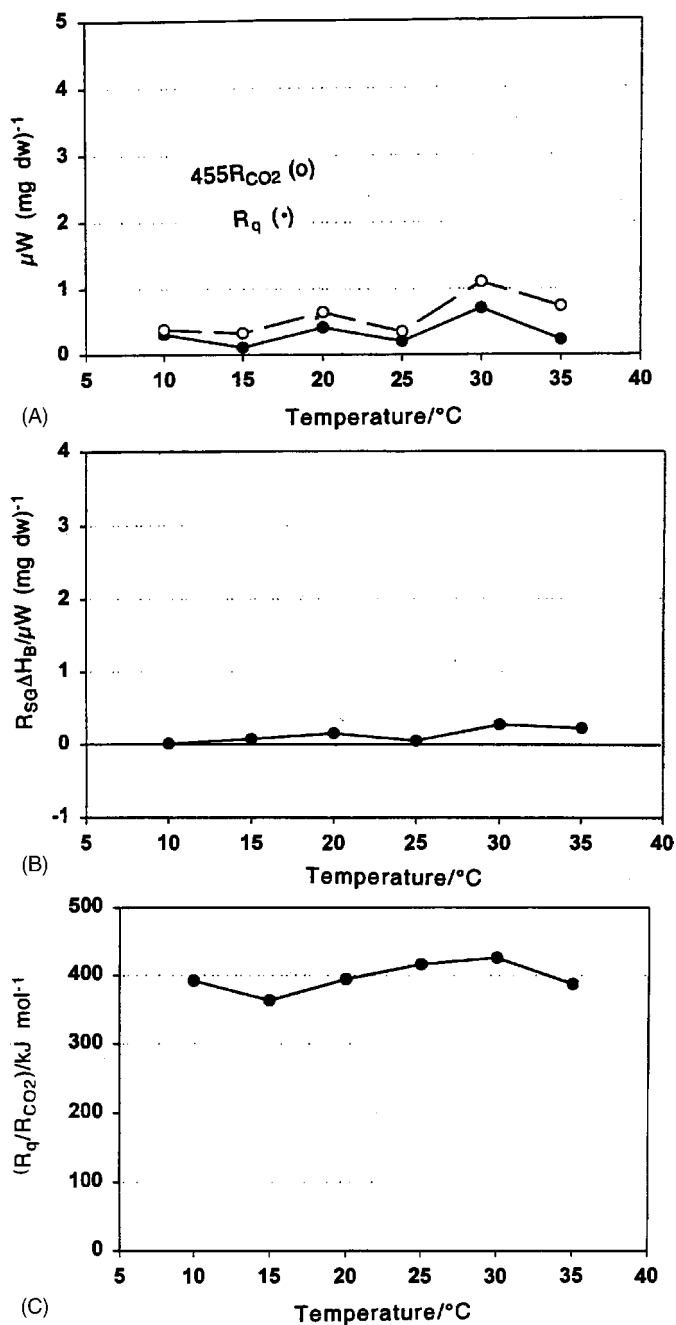 5
4
3
2
1
0
µW (mg dw)⁻¹
455R_CO2 (o)
R_q (•)
5 10 15 20 25 30 35 40
(A)
Temperature/°C
4
3
2
1
0
-1
R_SGΔH_B/µW (mg dw)⁻¹
5 10 15 20 25 30 35 40
(B)
Temperature/°C
500
400
300
200
100
0
(R_q/R_CO2)/kJ mol⁻¹
5 10 15 20 25 30 35 40
(C)
Temperature/°C